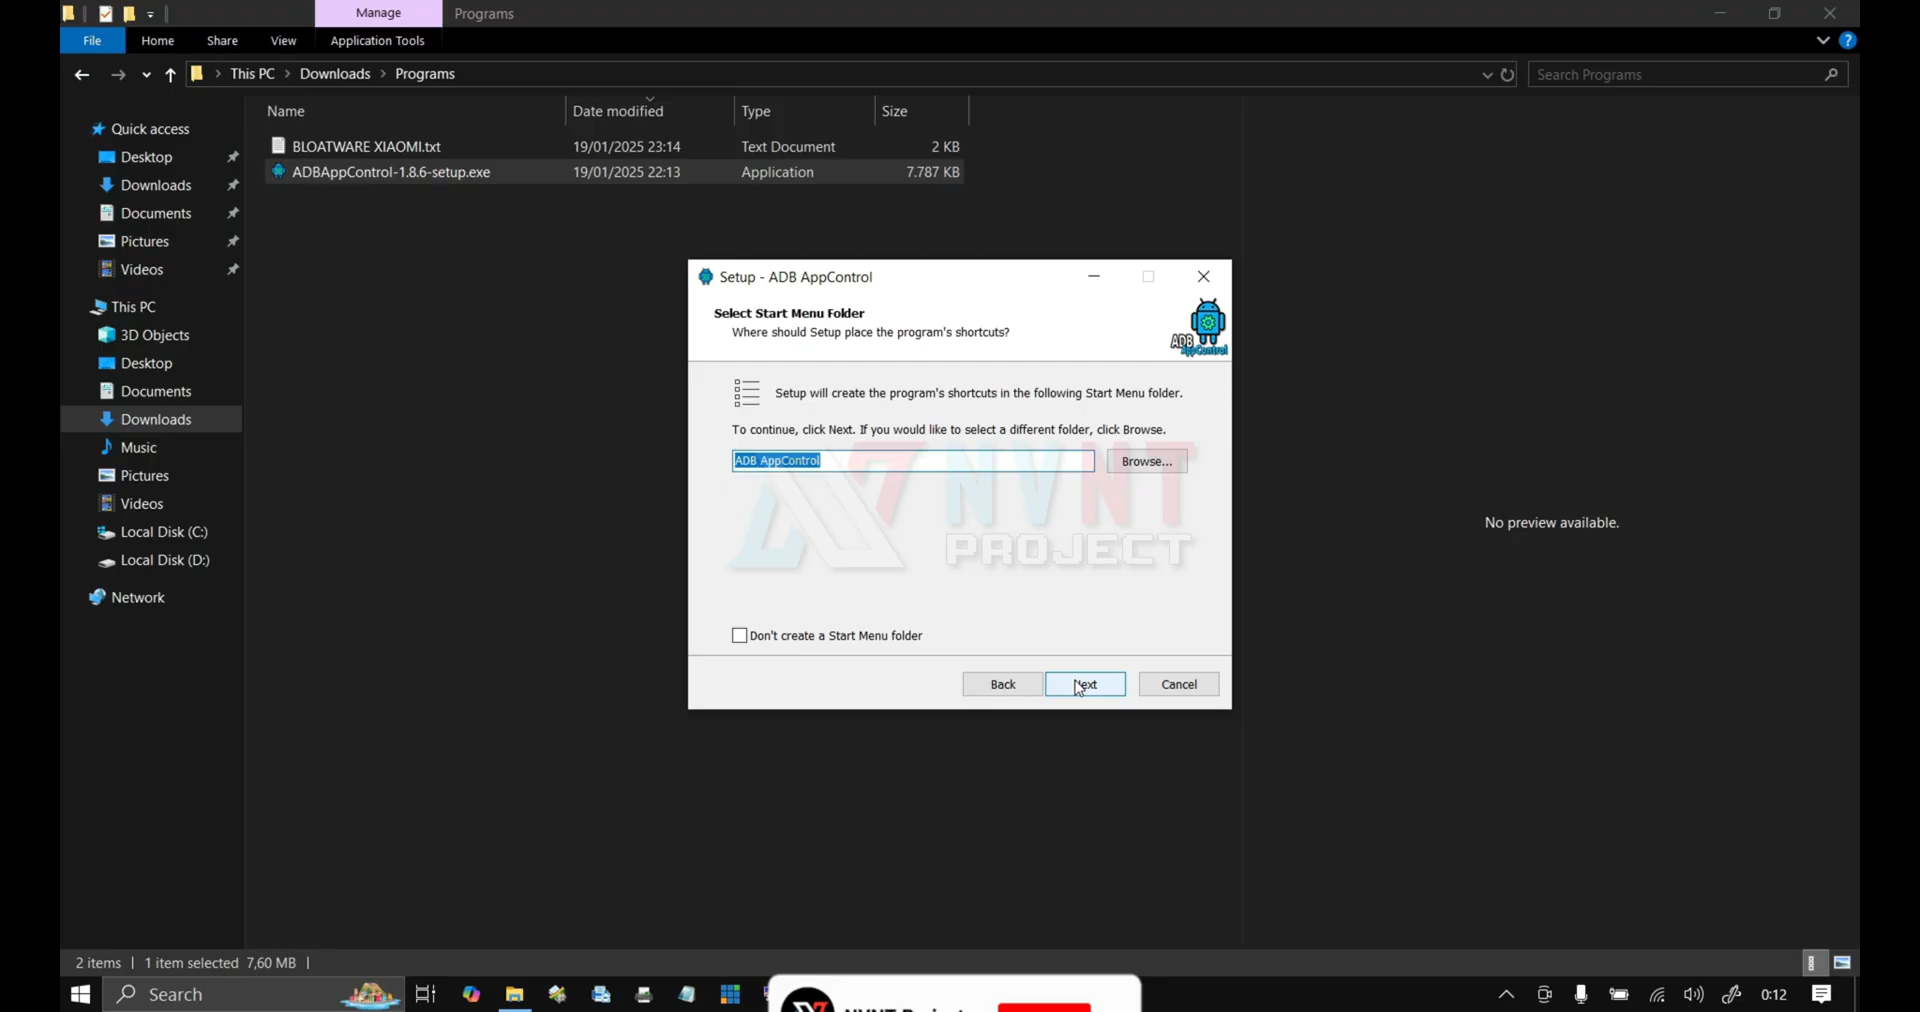 Manage
Programs
File
Home
Share
View
Application Tools
This PC > Downloads > Programs
Search Programs
Name
Date modified
Type
Size
BLOATWARE XIAOMI.txt
19/01/2025 23:14
Text Document
2 KB
ADBAppControl-1.8.6-setup.exe
19/01/2025 22:13
Application
7.787 KB
Quick access
Desktop
Downloads
Documents
Pictures
Videos
This PC
3D Objects
Desktop
Documents
Downloads
Music
Pictures
Videos
Local Disk (C:)
Local Disk (D:)
Network
Setup - ADB AppControl
Select Start Menu Folder
Where should Setup place the program's shortcuts?
ADB
AppControl
Setup will create the program's shortcuts in the following Start Menu folder.
To continue, click Next. If you would like to select a different folder, click Browse.
ADB AppControl
Browse...
NVNT
PROJECT
Don't create a Start Menu folder
Back
Next
Cancel
No preview available.
2 items
1 item selected 7,60 MB
Search
NVNT Project
0:12